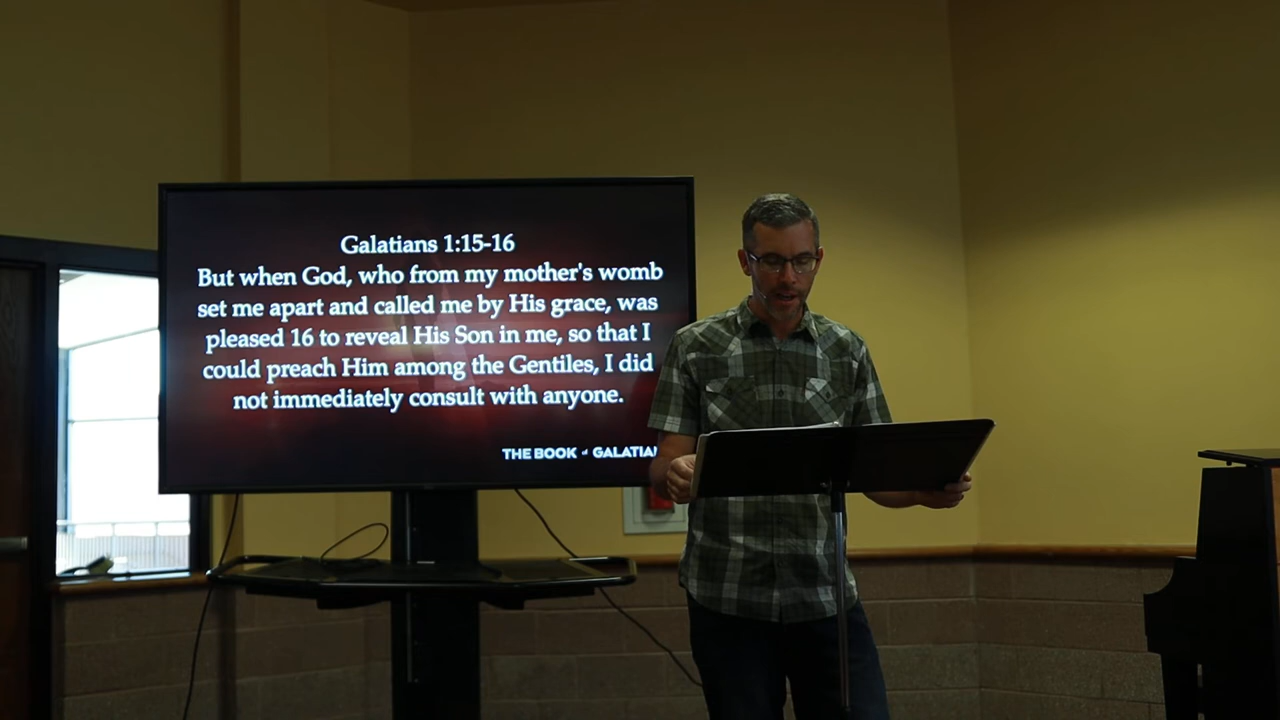 Galatians 1:15-16
But when God, who from my mother's womb
set me apart and called me by His grace, was
pleased 16 to reveal His Son in me, so that I
could preach Him among the Gentiles, I did
not immediately consult with anyone.
THE BOOK of GALATIA